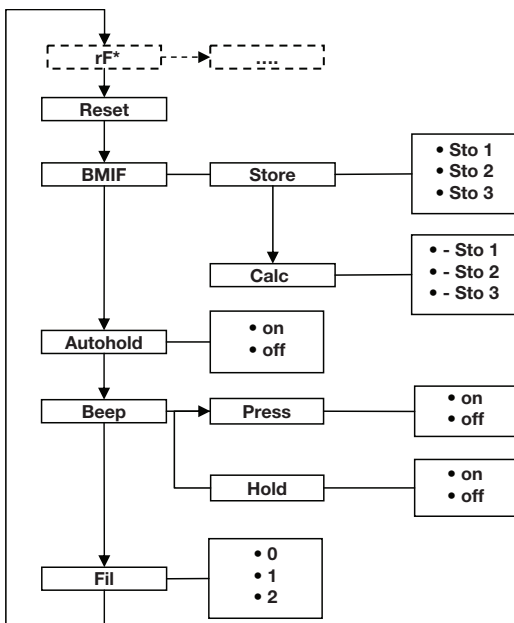 rF*
....
Reset
BMIF
Store
• Sto 1
• Sto 2
• Sto 3
Calc
• - Sto 1
• - Sto 2
• - Sto 3
Autohold
• on
• off
Beep
Press
• on
• off
Hold
• on
• off
Fil
• 0
• 1
• 2